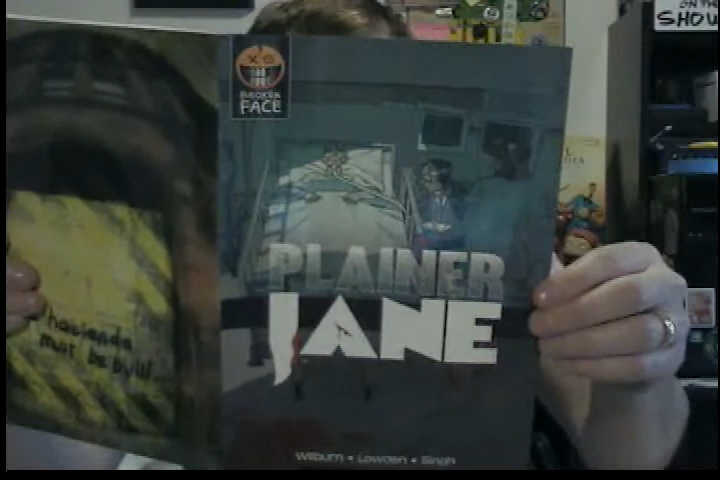 ON THE
SHOW
BROKEN
FACE
hacienda
must be built
PLAINER
JANE
Wilburn • Lowden • Singh